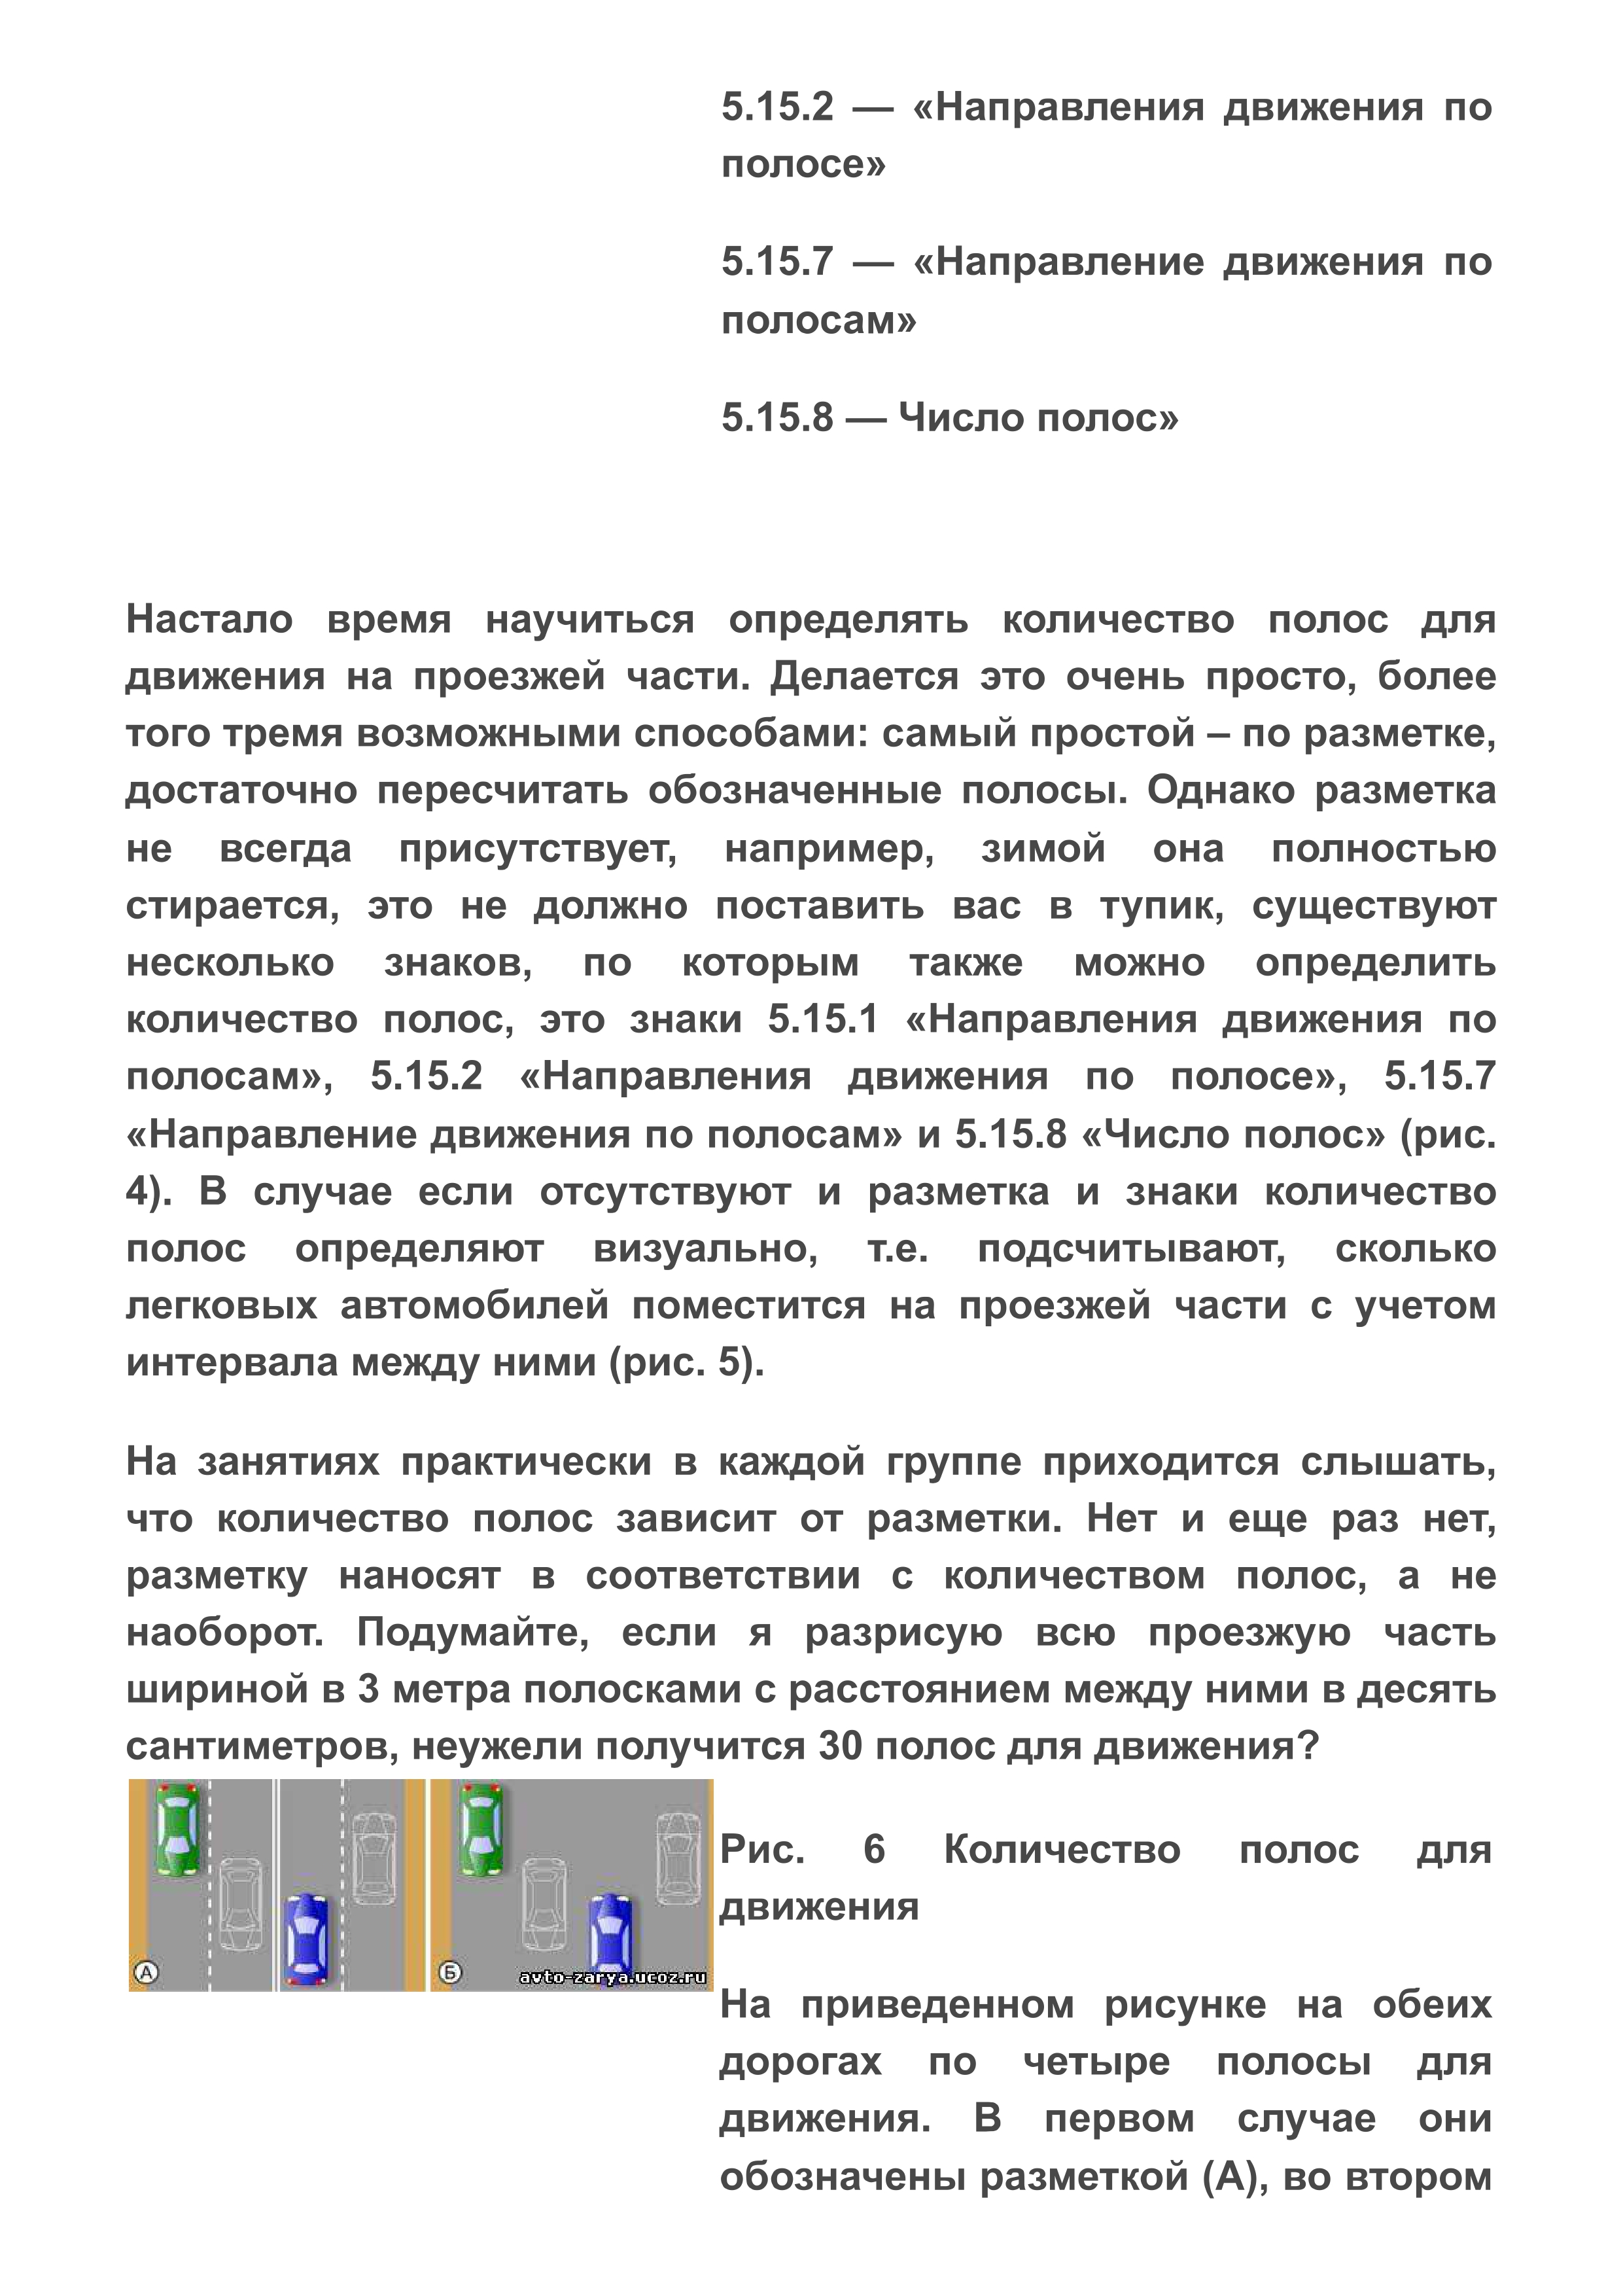 5.15.2 — «Направления движения по
полосе»
5.15.7 — «Направление движения по
полосам»
5.15.8 — Число полос»
Настало время научиться определять количество полос для
движения на проезжей части. Делается это очень просто, более
того тремя возможными способами: самый простой – по разметке,
достаточно пересчитать обозначенные полосы. Однако разметка
не всегда присутствует, например, зимой она полностью
стирается, это не должно поставить вас в тупик, существуют
несколько знаков, по которым также можно определить
количество полос, это знаки 5.15.1 «Направления движения по
полосам», 5.15.2 «Направления движения по полосе», 5.15.7
«Направление движения по полосам» и 5.15.8 «Число полос» (рис.
4). В случае если отсутствуют и разметка и знаки количество
полос определяют визуально, т.е. подсчитывают, сколько
легковых автомобилей поместится на проезжей части с учетом
интервала между ними (рис. 5).
На занятиях практически в каждой группе приходится слышать,
что количество полос зависит от разметки. Нет и еще раз нет,
разметку наносят в соответствии с количеством полос, а не
наоборот. Подумайте, если я разрисую всю проезжую часть
шириной в 3 метра полосками с расстоянием между ними в десять
сантиметров, неужели получится 30 полос для движения?
А
Б
avto-zarya.ucoz.ru
Рис. 6 Количество полос для
движения
На приведенном рисунке на обеих
дорогах по четыре полосы для
движения. В первом случае они
обозначены разметкой (А), во втором